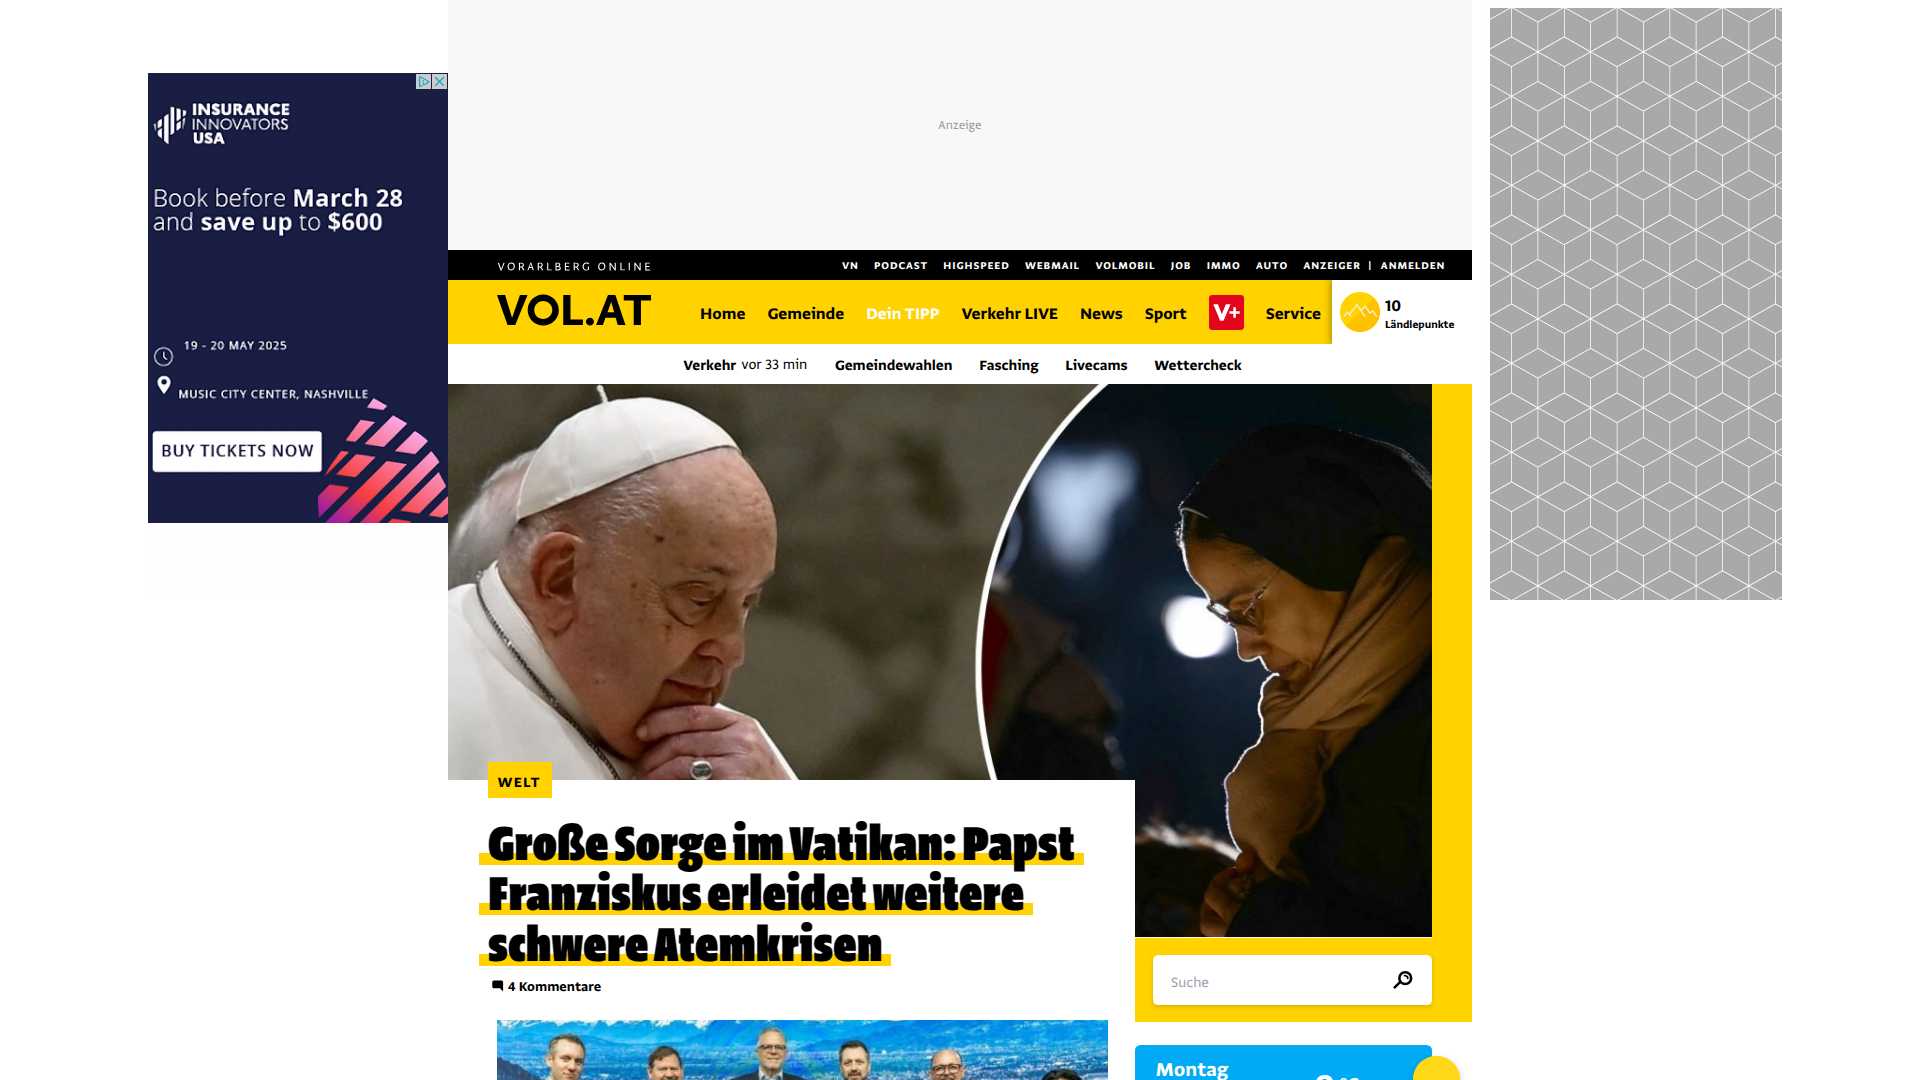 Anzeige
INSURANCE
INNOVATORS
USA
Book before March 28
and save up to $600
19 - 20 MAY 2025
MUSIC CITY CENTER, NASHVILLE
BUY TICKETS NOW
VORARLBERG ONLINE
VN PODCAST HIGHSPEED WEBMAIL VOLMOBIL JOB IMMO AUTO ANZEIGER | ANMELDEN
VOL.AT
Home Gemeinde Dein TIPP Verkehr LIVE News Sport V+ Service
10
Ländlepunkte
Verkehr vor 33 min Gemeindewahlen Fasching Livecams Wettercheck
WELT
Große Sorge im Vatikan: Papst
Franziskus erleidet weitere
schwere Atemkrisen
4 Kommentare
Suche
Montag